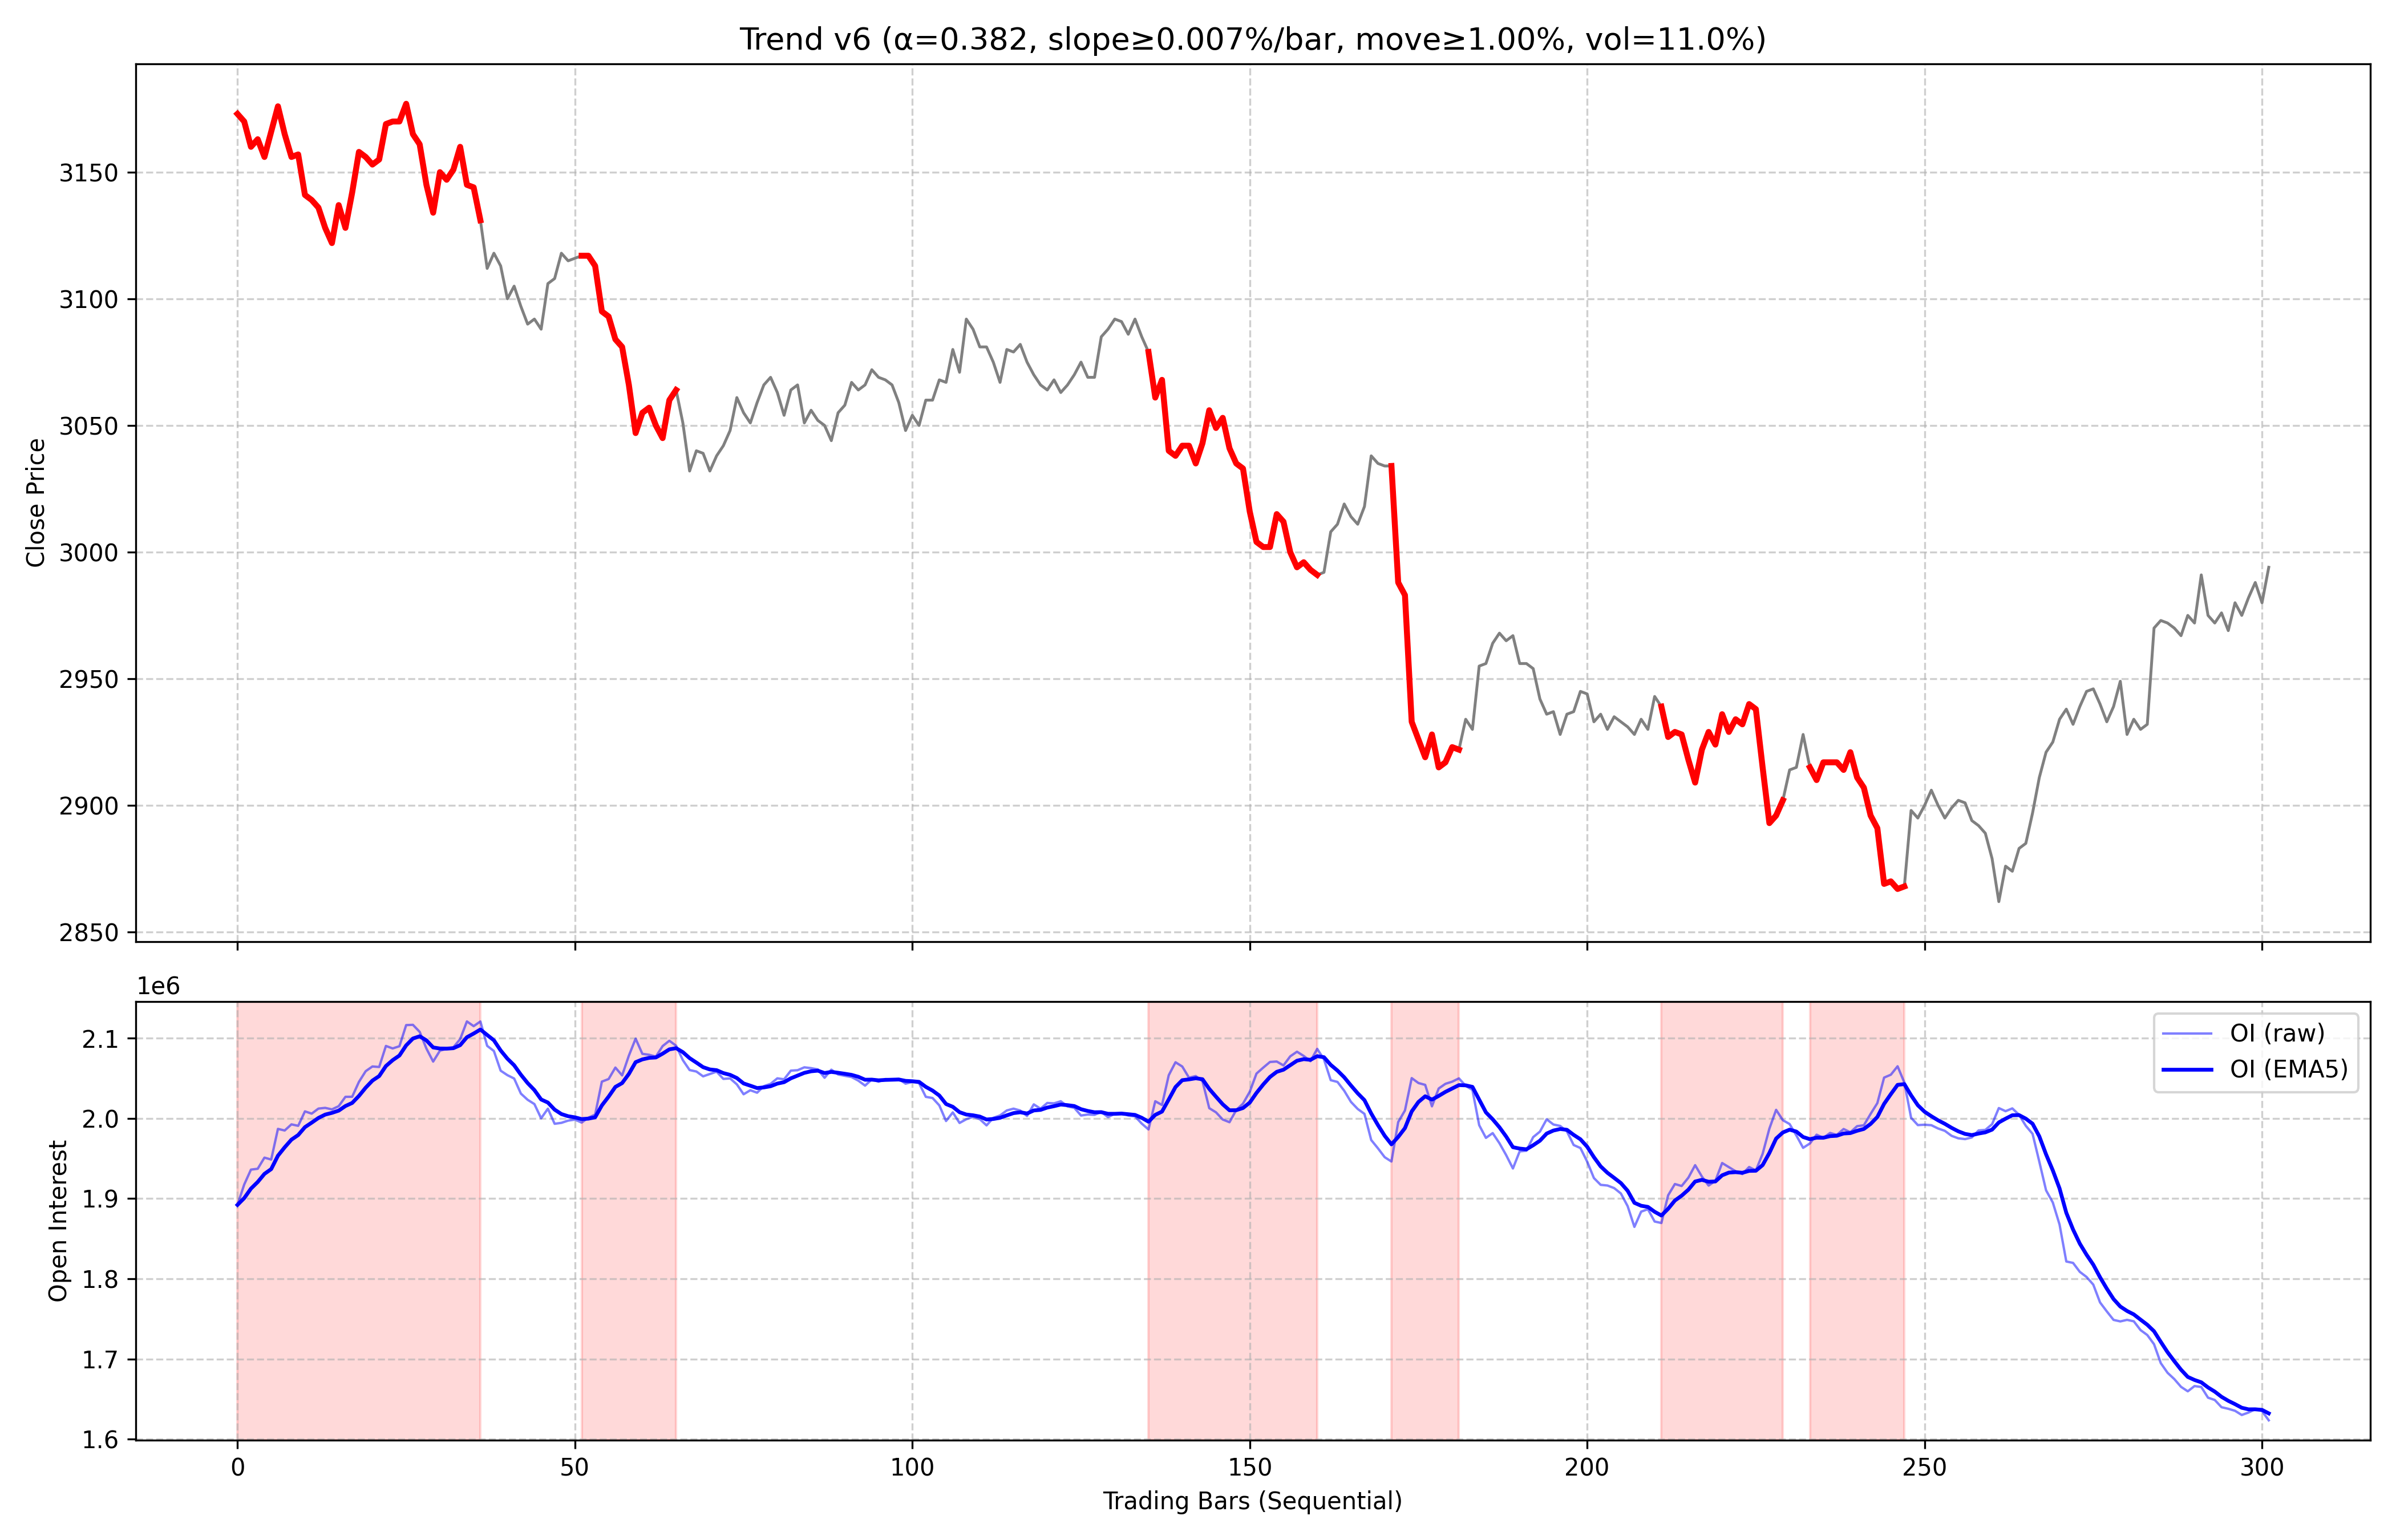 Trend v6 (α=0.382, slope≥0.007%/bar, move≥1.00%, vol=11.0%)
Close Price
3150
3100
3050
3000
2950
2900
2850
1e6
Open Interest
2.1
2.0
1.9
1.8
1.7
1.6
OI (raw)
OI (EMA5)
0 50 100 150 200 250 300
Trading Bars (Sequential)